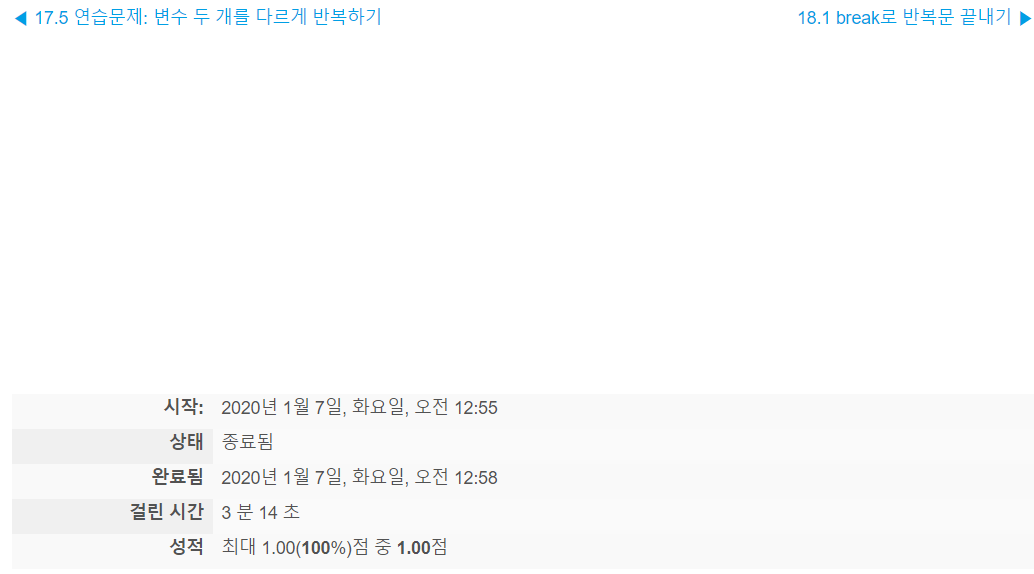 ◀ 17.5 연습문제: 변수 두 개를 다르게 반복하기
18.1 break로 반복문 끝내기 ▶
시작: 2020년 1월 7일, 화요일, 오전 12:55
상태 종료됨
완료됨 2020년 1월 7일, 화요일, 오전 12:58
걸린 시간 3 분 14 초
성적 최대 1.00(100%)점 중 1.00점